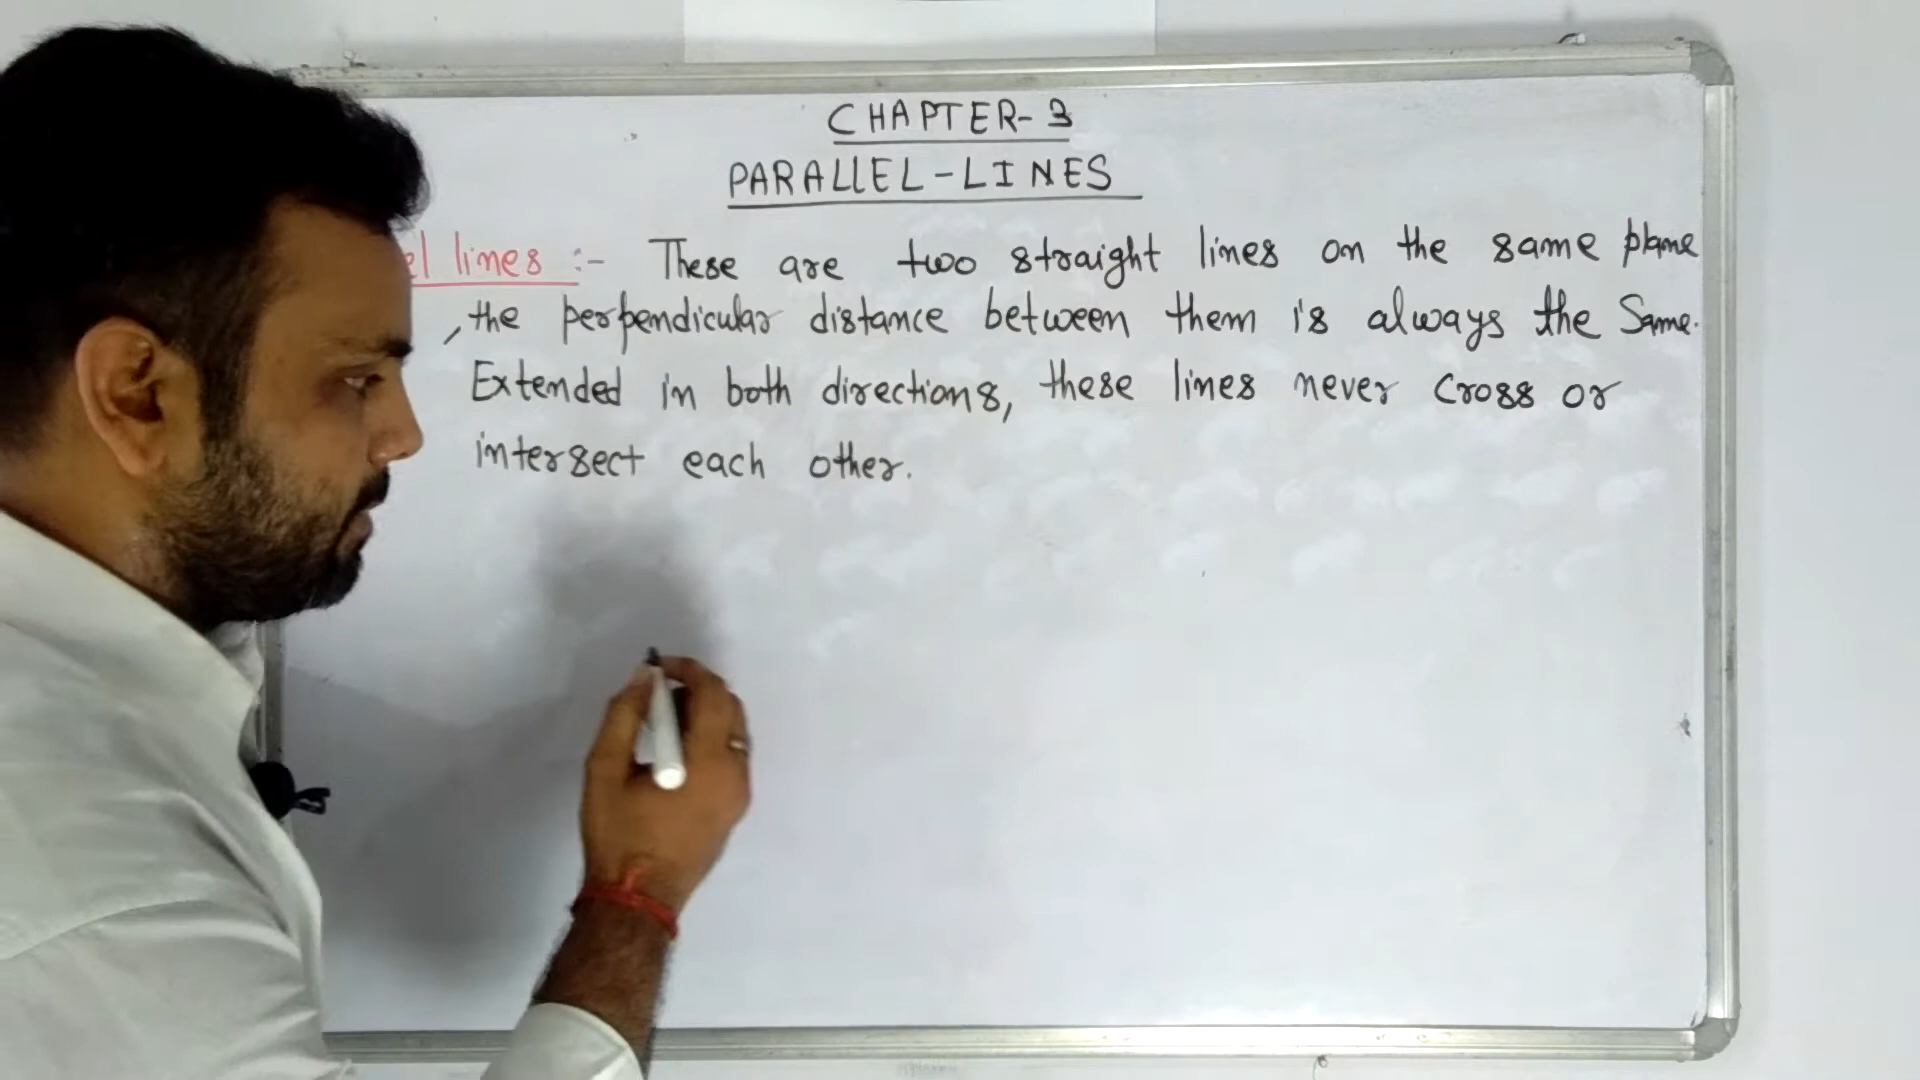 CHAPTER-3
PARALLEL-LINES
el lines :- These are two straight lines on the same plane
, the perpendicular distance between them is always the Same.
Extended in both directions, these lines never cross or
intersect each other.